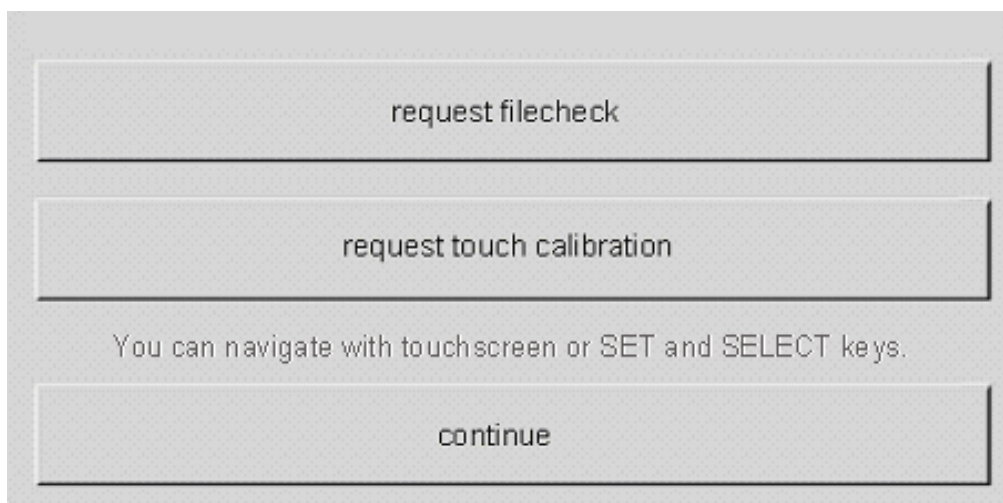 request filecheck
request touch calibration
You can navigate with touchscreen or SET and SELECT keys.
continue